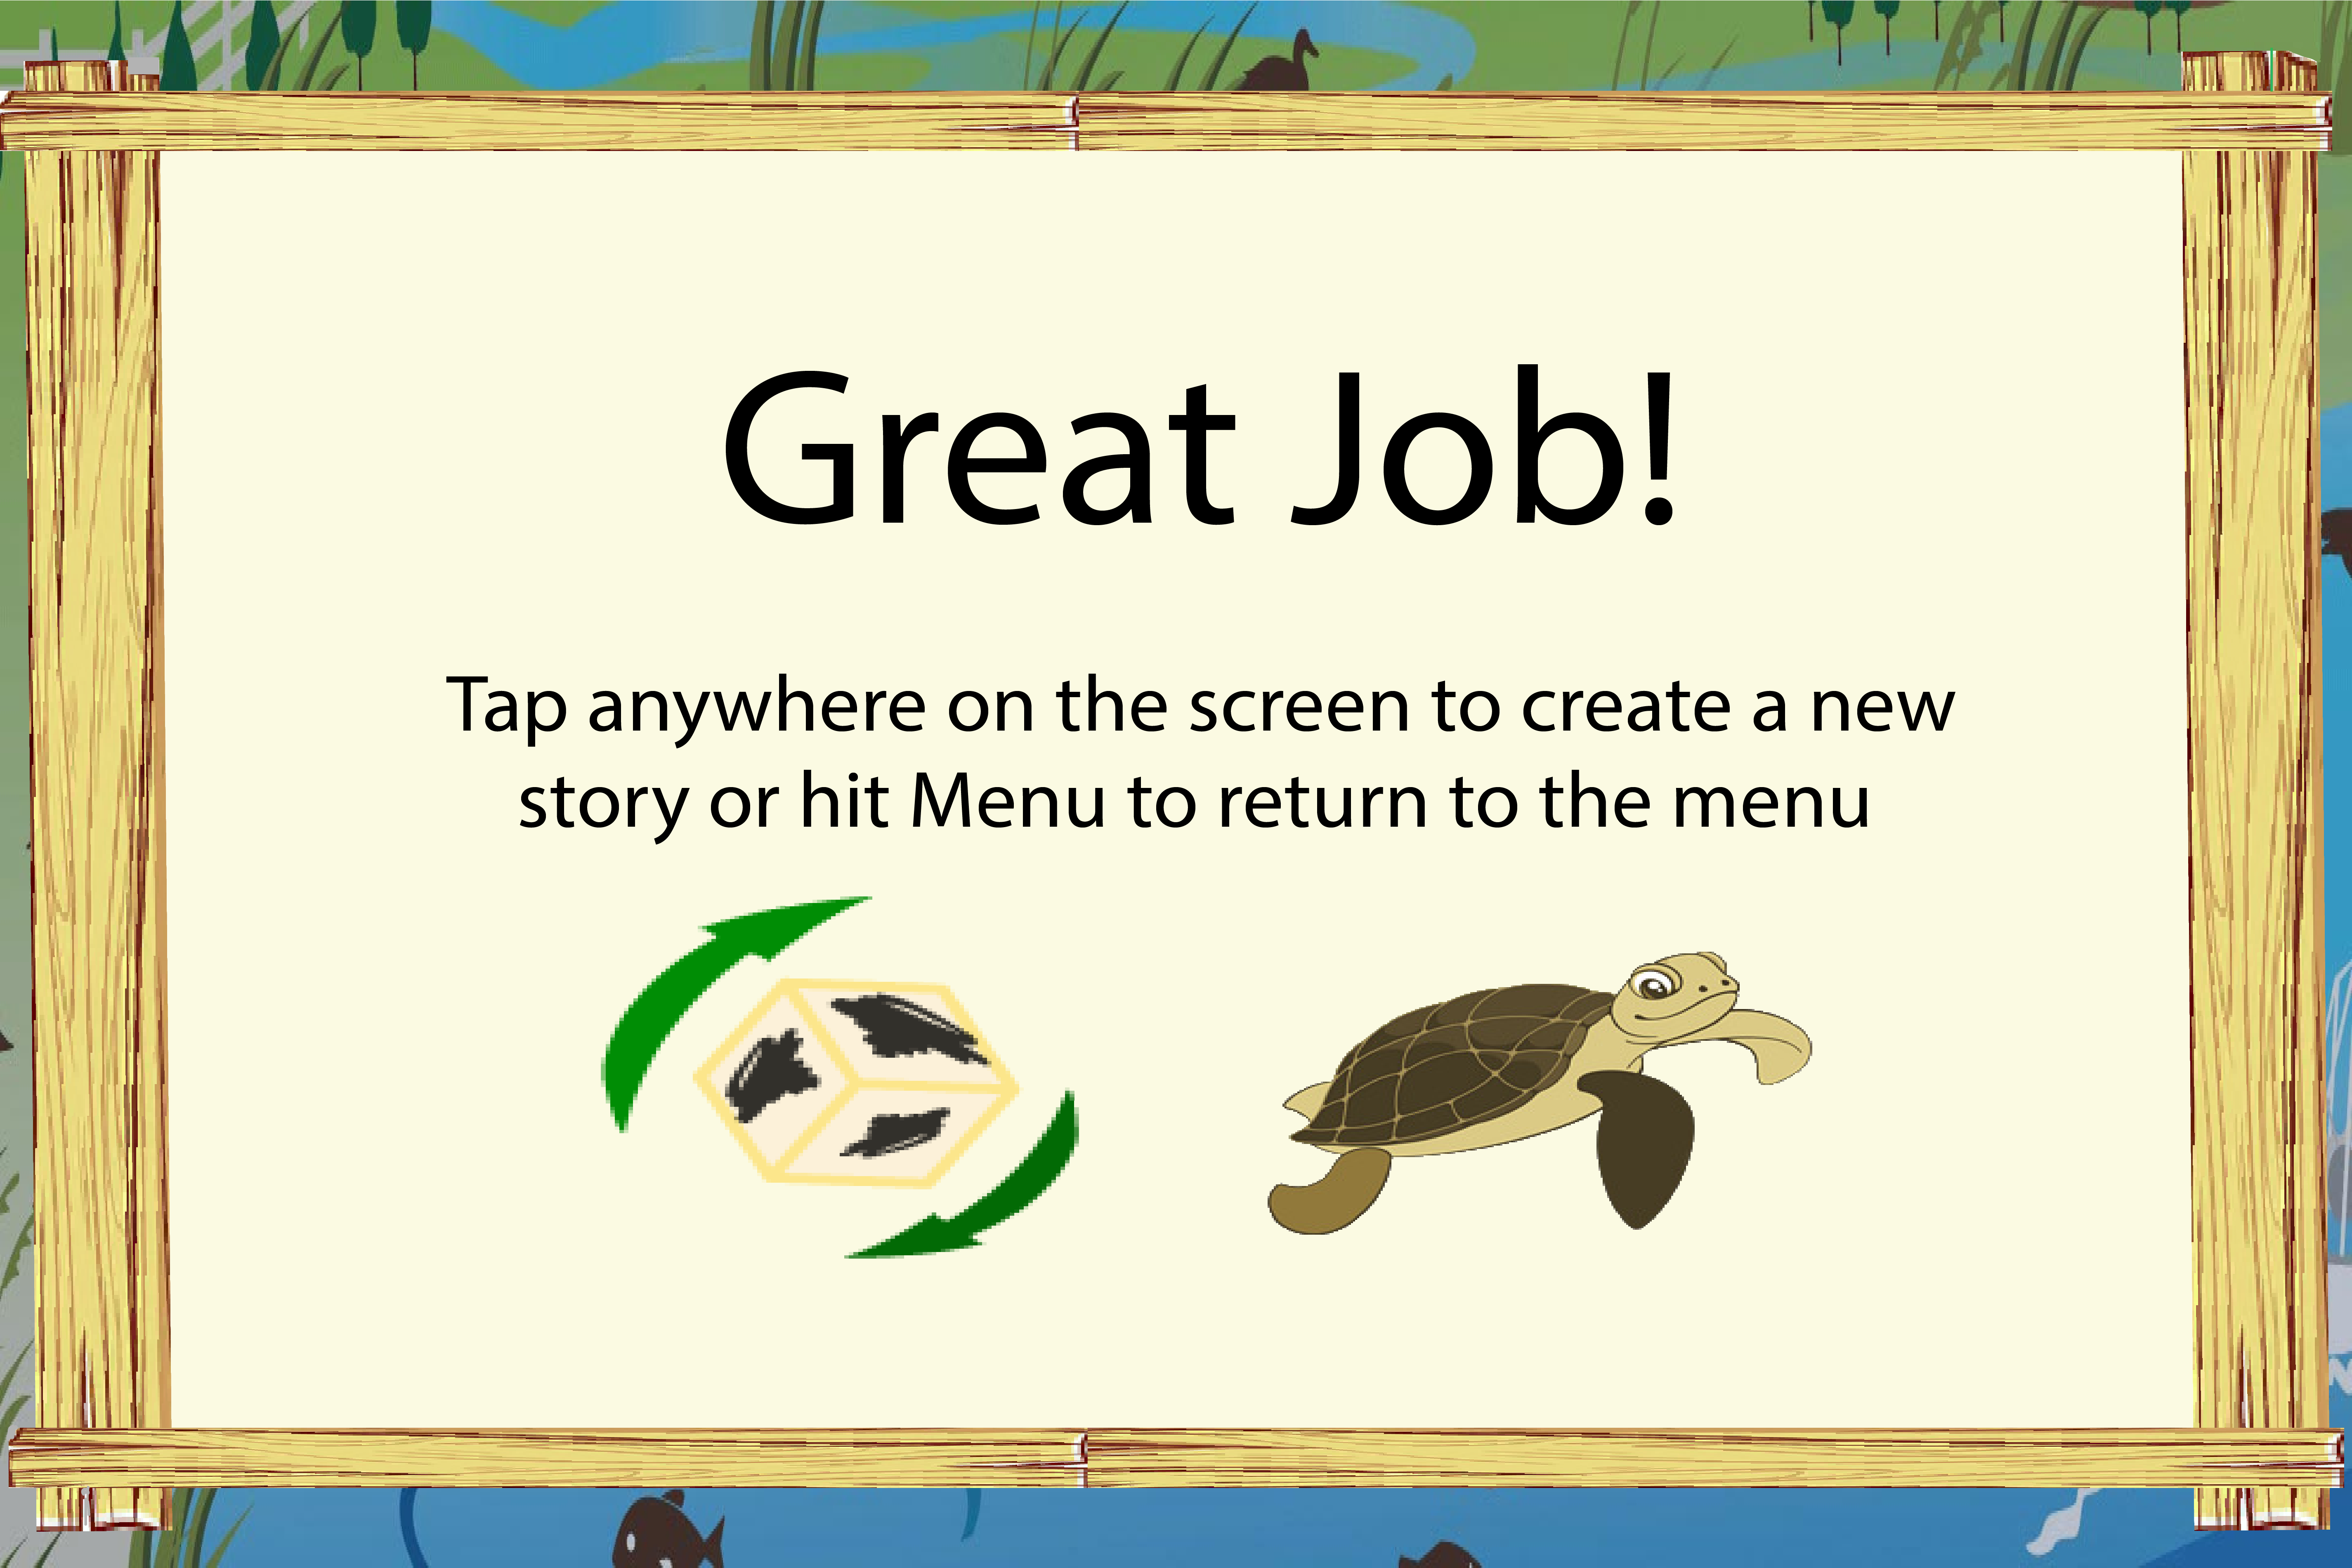 Great Job!
Tap anywhere on the screen to create a new
story or hit Menu to return to the menu